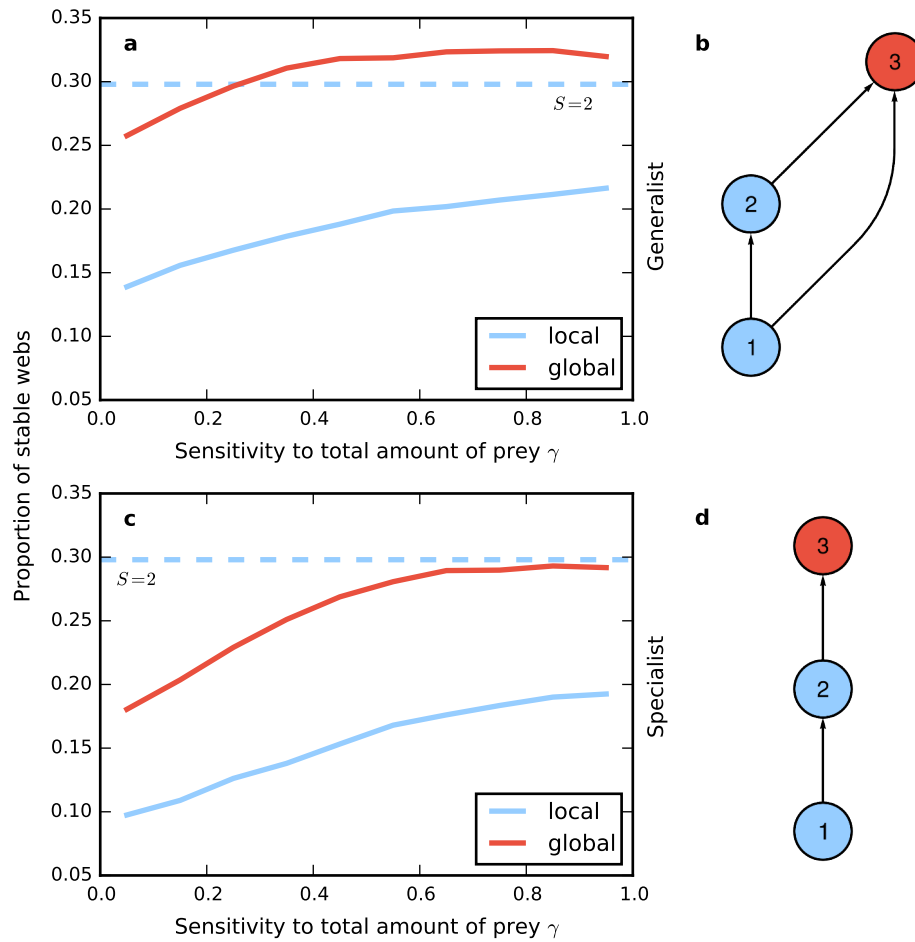 Proportion of stable webs
a
0.35
0.30
0.25
0.20
0.15
0.10
0.05
S=2
local
global
0.0 0.2 0.4 0.6 0.8 1.0
Sensitivity to total amount of prey γ
Generalist
b
3
2
1
c
0.35
0.30
0.25
0.20
0.15
0.10
0.05
S=2
local
global
0.0 0.2 0.4 0.6 0.8 1.0
Sensitivity to total amount of prey γ
Specialist
d
3
2
1